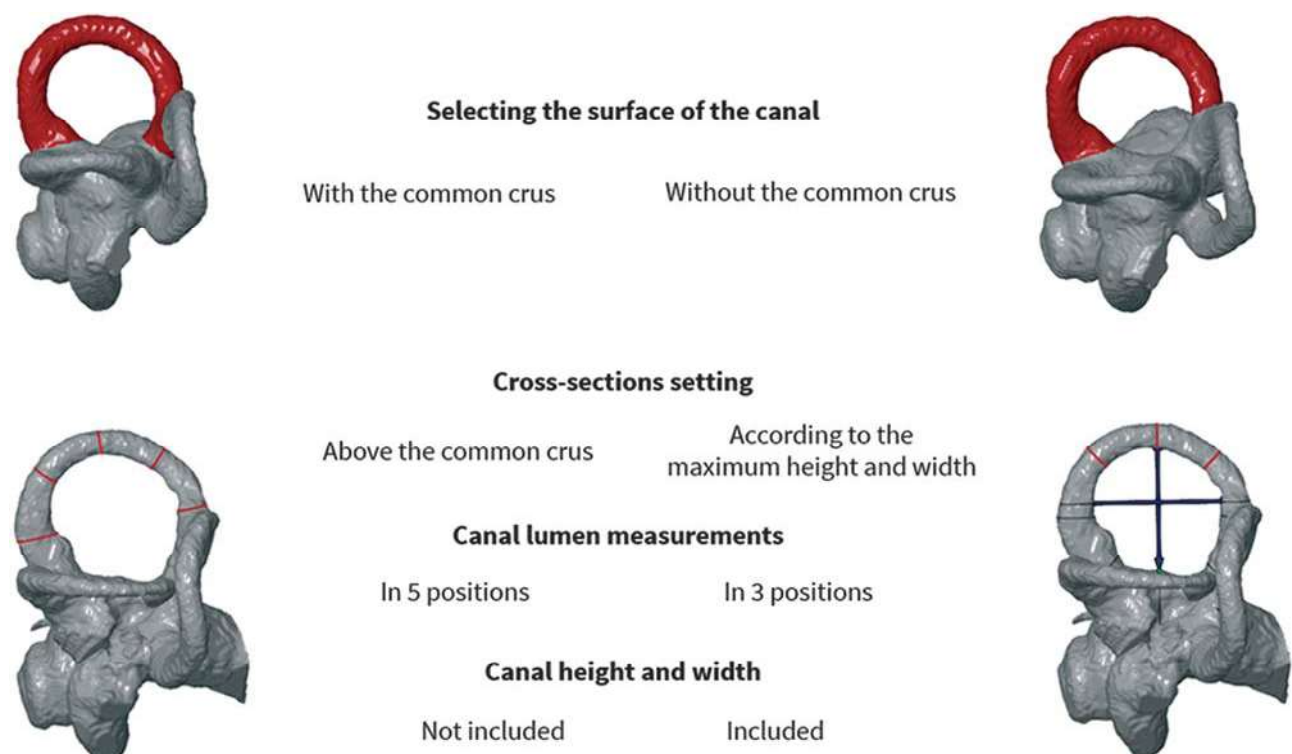 Selecting the surface of the canal
With the common crus
Without the common crus
Cross-sections setting
Above the common crus
According to the
maximum height and width
Canal lumen measurements
In 5 positions
In 3 positions
Canal height and width
Not included
Included